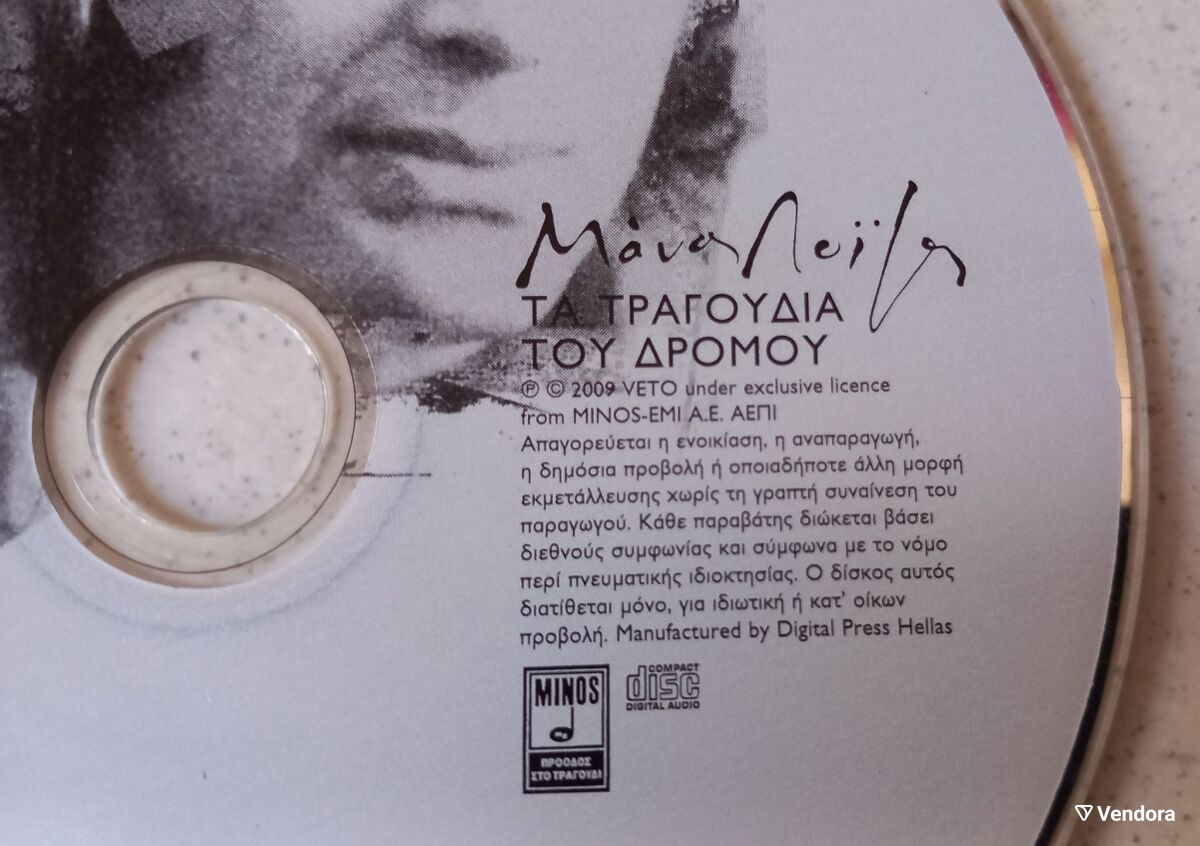 Μάνος Λοΐζος
ΤΑ ΤΡΑΓΟΥΔΙΑ
ΤΟΥ ΔΡΟΜΟΥ
℗ © 2009 VETO under exclusive licence
from MINOS-EMI A.E. ΑΕΠΙ
Απαγορεύεται η ενοικίαση, η αναπαραγωγή,
η δημόσια προβολή ή οποιαδήποτε άλλη μορφή
εκμετάλλευσης χωρίς τη γραπτή συναίνεση του
παραγωγού. Κάθε παραβάτης διώκεται βάσει
διεθνούς συμφωνίας και σύμφωνα με το νόμο
περί πνευματικής ιδιοκτησίας. Ο δίσκος αυτός
διατίθεται μόνο, για ιδιωτική ή κατ' οίκων
προβολή. Manufactured by Digital Press Hellas
MINOS
ΠΡΟΟΔΟΣ
ΣΤΟ ΤΡΑΓΟΥΔΙ
COMPACT
disc
DIGITAL AUDIO
Vendora